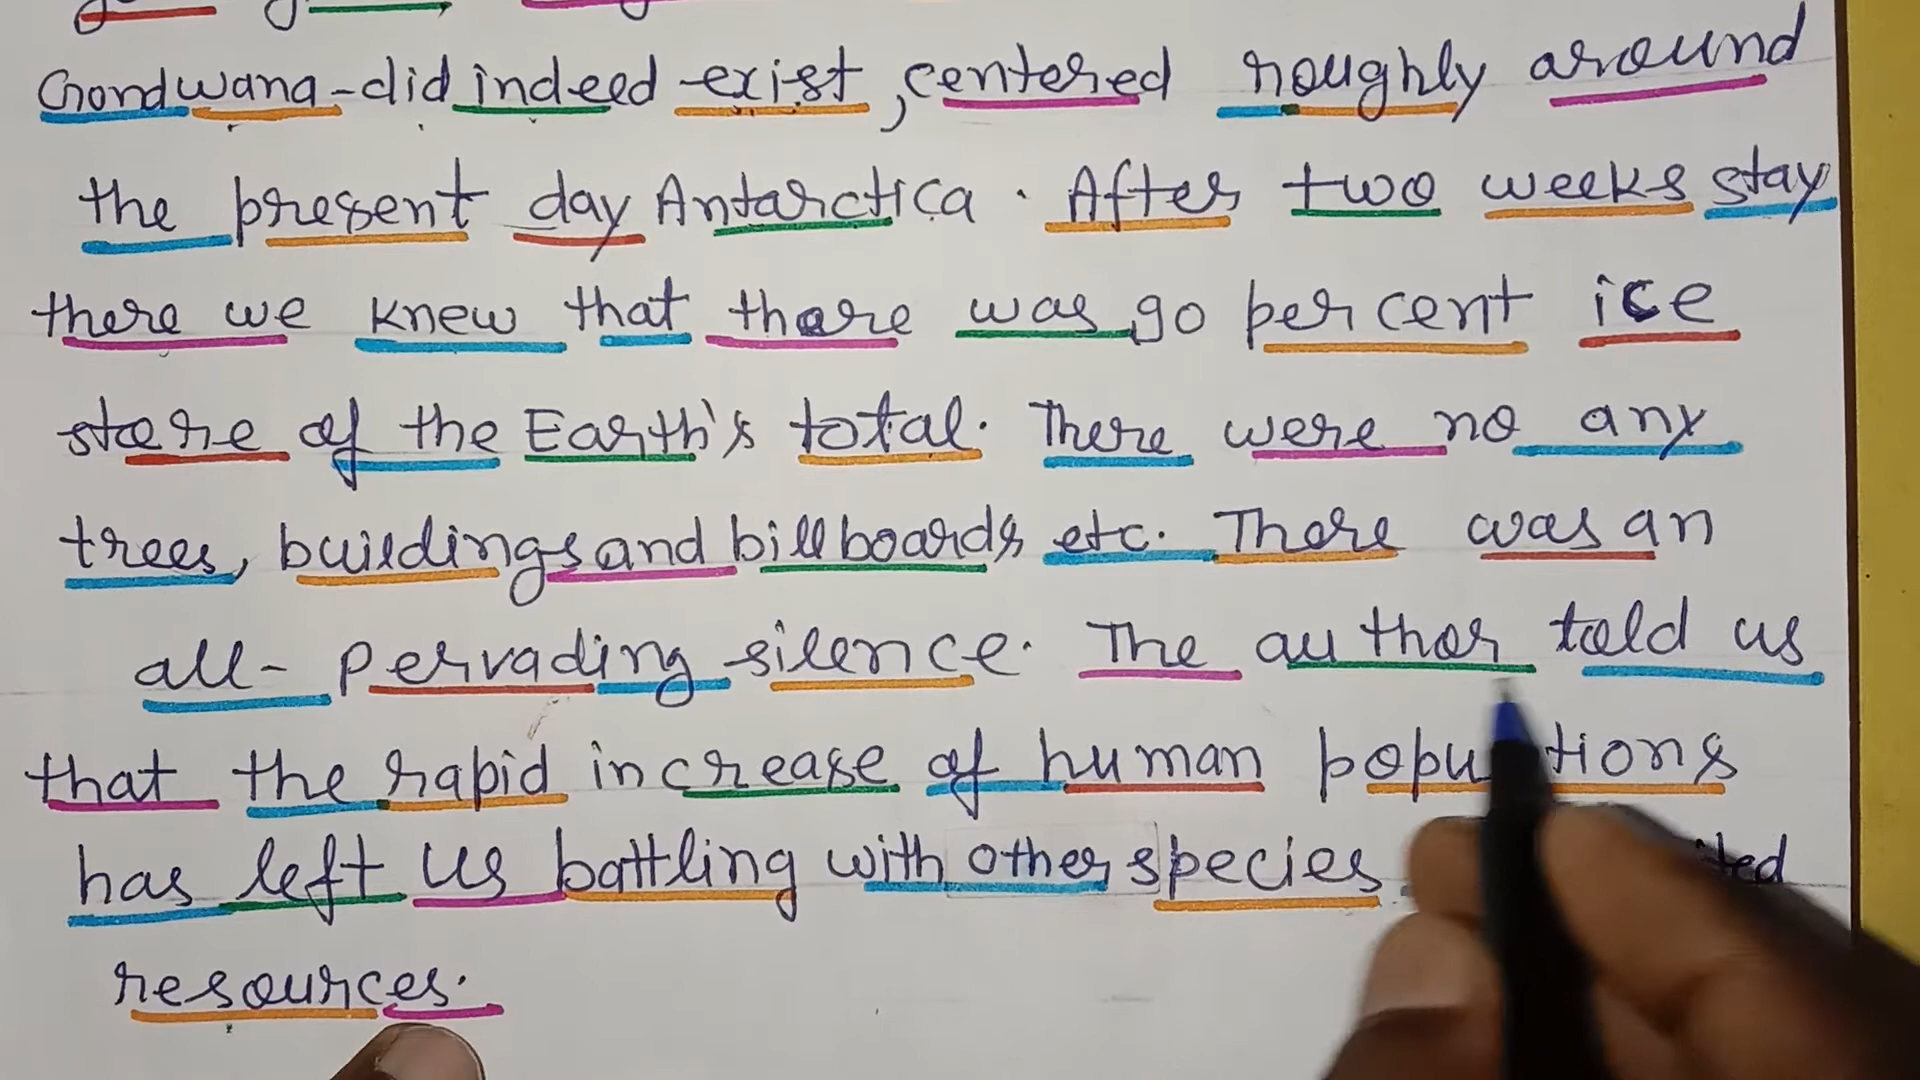 Gondwana-did indeed exist, centered roughly around
the present day Antarctica. After two weeks stay
there we knew that there was 90 percent ice
store of the Earth's total. There were no any
trees, buildings and billboards etc. There was an
all-pervading silence. The author told us
that the rapid increase of human
has left us battling with other species
resources.